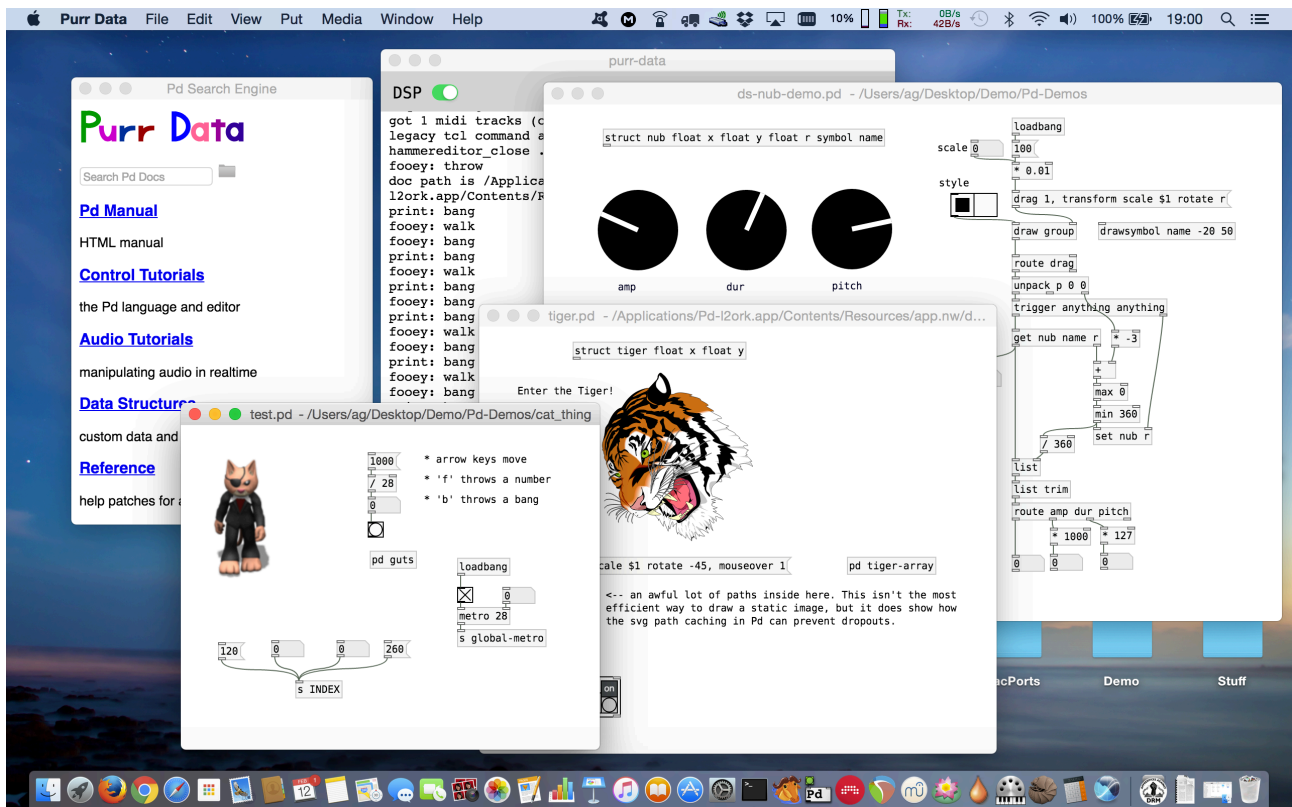 Purr Data File Edit View Put Media Window Help
10% Tx: 0B/s Rx: 42B/s 100% 19:00
Pd Search Engine
Purr Data
Search Pd Docs
Pd Manual
HTML manual
Control Tutorials
the Pd language and editor
Audio Tutorials
manipulating audio in realtime
Data Structures
custom data and
Reference
help patches for a
purr-data
DSP
got 1 midi tracks (c
legacy tcl command a
hammereditor_close .
fooey: throw
doc path is /Applica
l2ork.app/Contents/R
print: bang
fooey: walk
fooey: bang
print: bang
fooey: walk
print: bang
fooey: bang
print: bang
fooey: walk
fooey: bang
print: bang
fooey: walk
fooey: bang
ds-nub-demo.pd - /Users/ag/Desktop/Demo/Pd-Demos
struct nub float x float y float r symbol name
amp
dur
pitch
scale 0
style
loadbang
100
* 0.01
drag 1, transform scale $1 rotate r
draw group
drawsymbol name -20 50
route drag
unpack p 0 0
trigger anything anything
get nub name r
* -3
+
max 0
min 360
set nub r
/ 360
list
list trim
route amp dur pitch
* 1000
* 127
0
0
0
tiger.pd - /Applications/Pd-l2ork.app/Contents/Resources/app.nw/d...
struct tiger float x float y
Enter the Tiger!
cale $1 rotate -45, mouseover 1
pd tiger-array
<-- an awful lot of paths inside here. This isn't the most
efficient way to draw a static image, but it does show how
the svg path caching in Pd can prevent dropouts.
on
test.pd - /Users/ag/Desktop/Demo/Pd-Demos/cat_thing
1000
/ 28
0
* arrow keys move
* 'f' throws a number
* 'b' throws a bang
pd guts
loadbang
0
metro 28
s global-metro
120
0
0
260
s INDEX
acPorts
Demo
Stuff
FEB
12
1
Pd
DRM